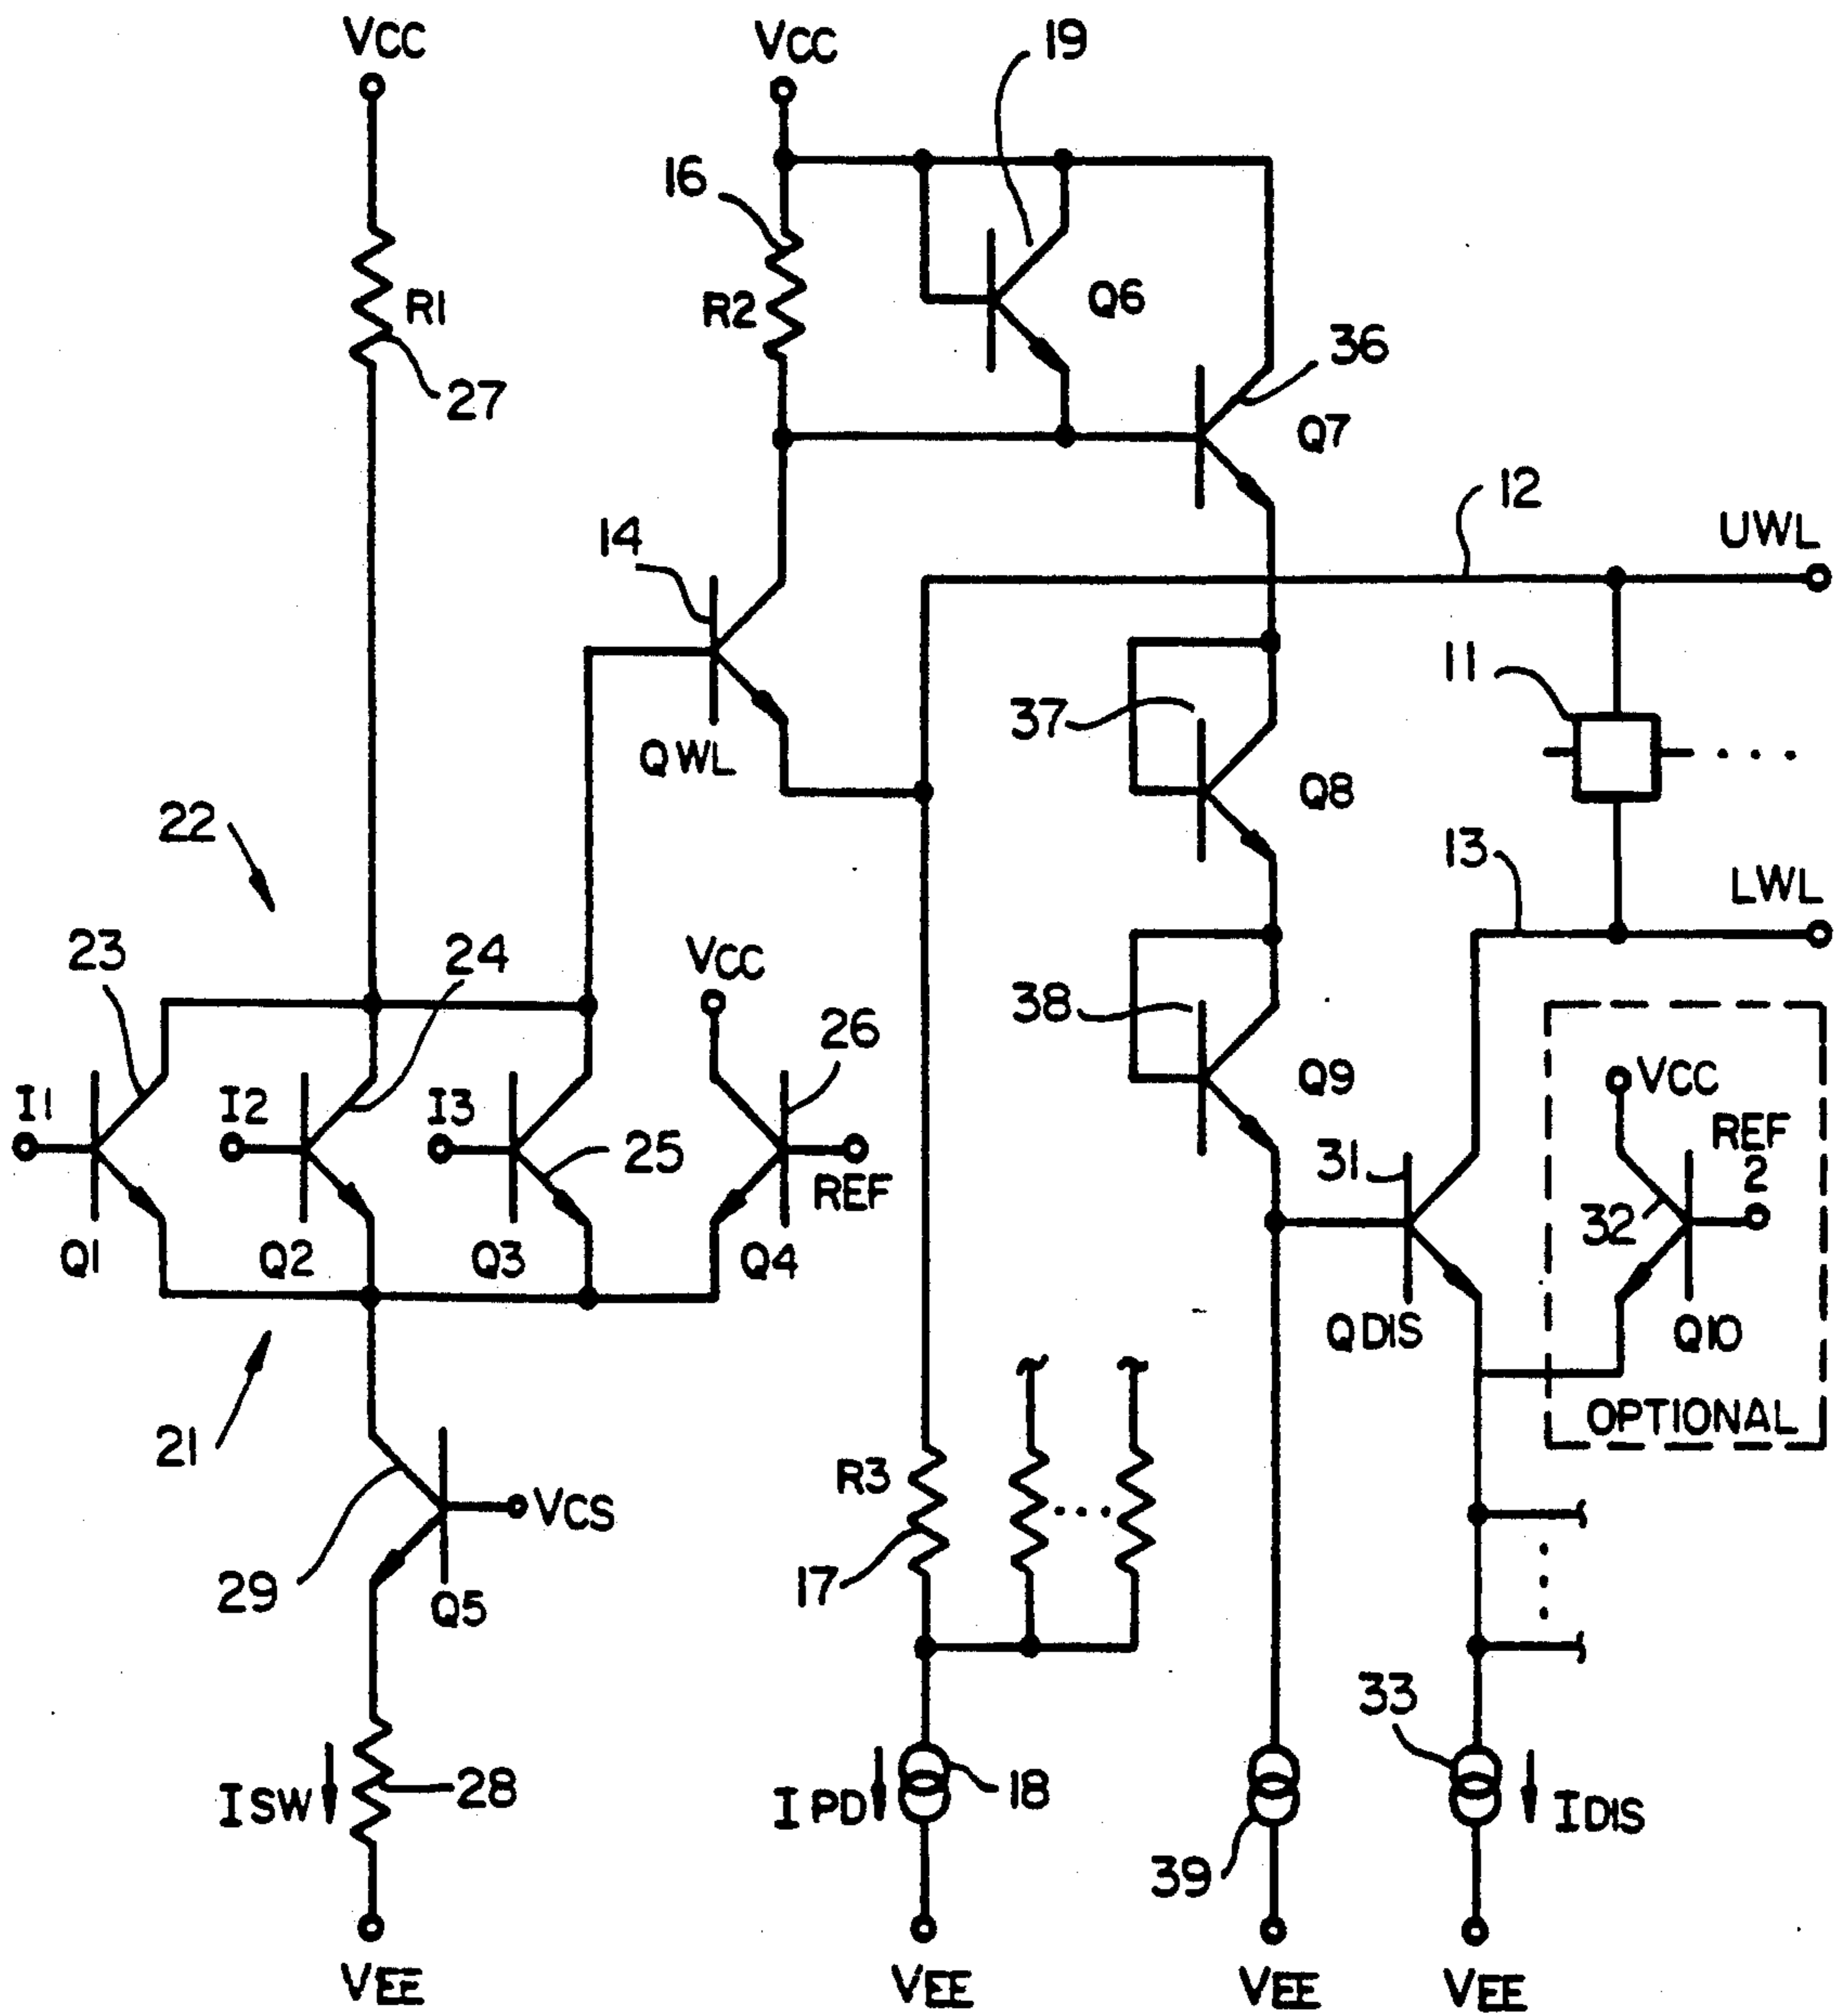 VCC
VCC
19
16
R1
R2
Q6
36
27
Q7
12
UWL
14
11
37
QWL
Q8
22
13
LWL
23
24
VCC
38
26
VCC
I1
I2
I3
Q9
REF
2
25
31
REF
32
Q1
Q2
Q3
Q4
QDIS
Q10
OPTIONAL
21
R3
VCS
29
17
Q5
33
ISW
28
IPD
18
IDIS
39
VEE
VEE
VEE
VEE